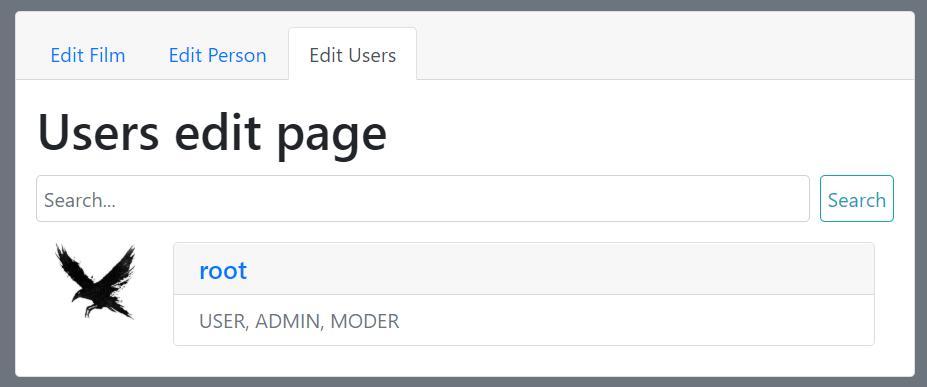 Edit Film Edit Person Edit Users
Users edit page
Search...
Search
root
USER, ADMIN, MODER